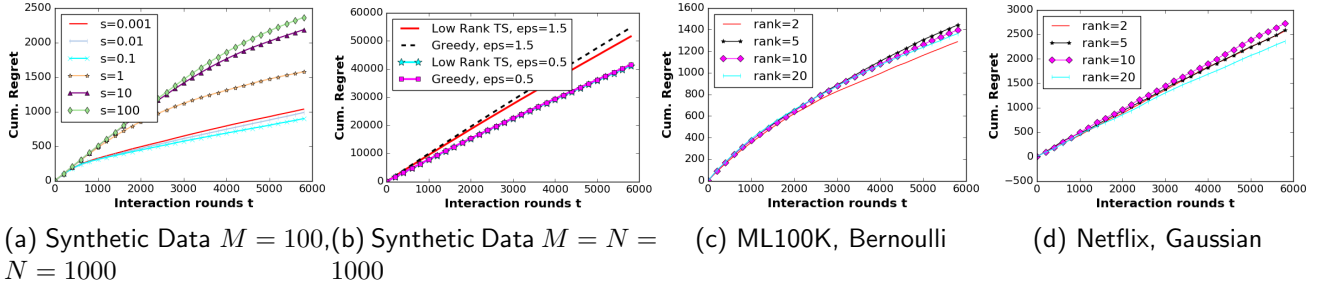 2500
2000
1500
1000
500
0
Cum. Regret
s=0.001
s=0.01
s=0.1
s=1
s=10
s=100
0 1000 2000 3000 4000 5000 6000
Interaction rounds t
60000
50000
40000
30000
20000
10000
0
Cum. Regret
Low Rank TS, eps=1.5
Greedy, eps=1.5
Low Rank TS, eps=0.5
Greedy, eps=0.5
0 1000 2000 3000 4000 5000 6000
Interaction rounds t
1600
1400
1200
1000
800
600
400
200
0
Cum. Regret
rank=2
rank=5
rank=10
rank=20
0 1000 2000 3000 4000 5000 6000
Interaction rounds t
3000
2500
2000
1500
1000
500
0
−500
Cum. Regret
rank=2
rank=5
rank=10
rank=20
0 1000 2000 3000 4000 5000 6000
Interaction rounds t
(a) Synthetic Data M = 100,
N = 1000
(b) Synthetic Data M = N =
1000
(c) ML100K, Bernoulli
(d) Netflix, Gaussian